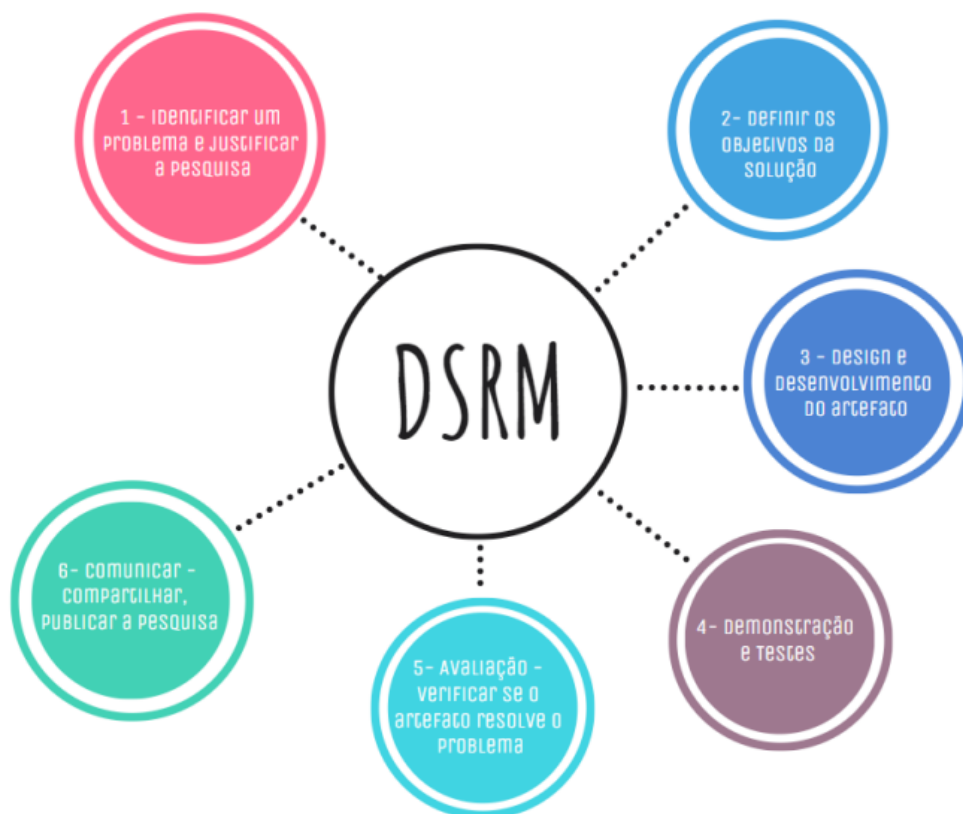 1 - Identificar um
problema e justificar
a pesquisa
2- Definir os
objetivos da
solução
DSRM
3 - Design e
desenvolvimento
do artefato
4- Demonstração
e testes
5- Avaliação -
verificar se o
artefato resolve o
problema
6- Comunicar -
compartilhar,
publicar a pesquisa